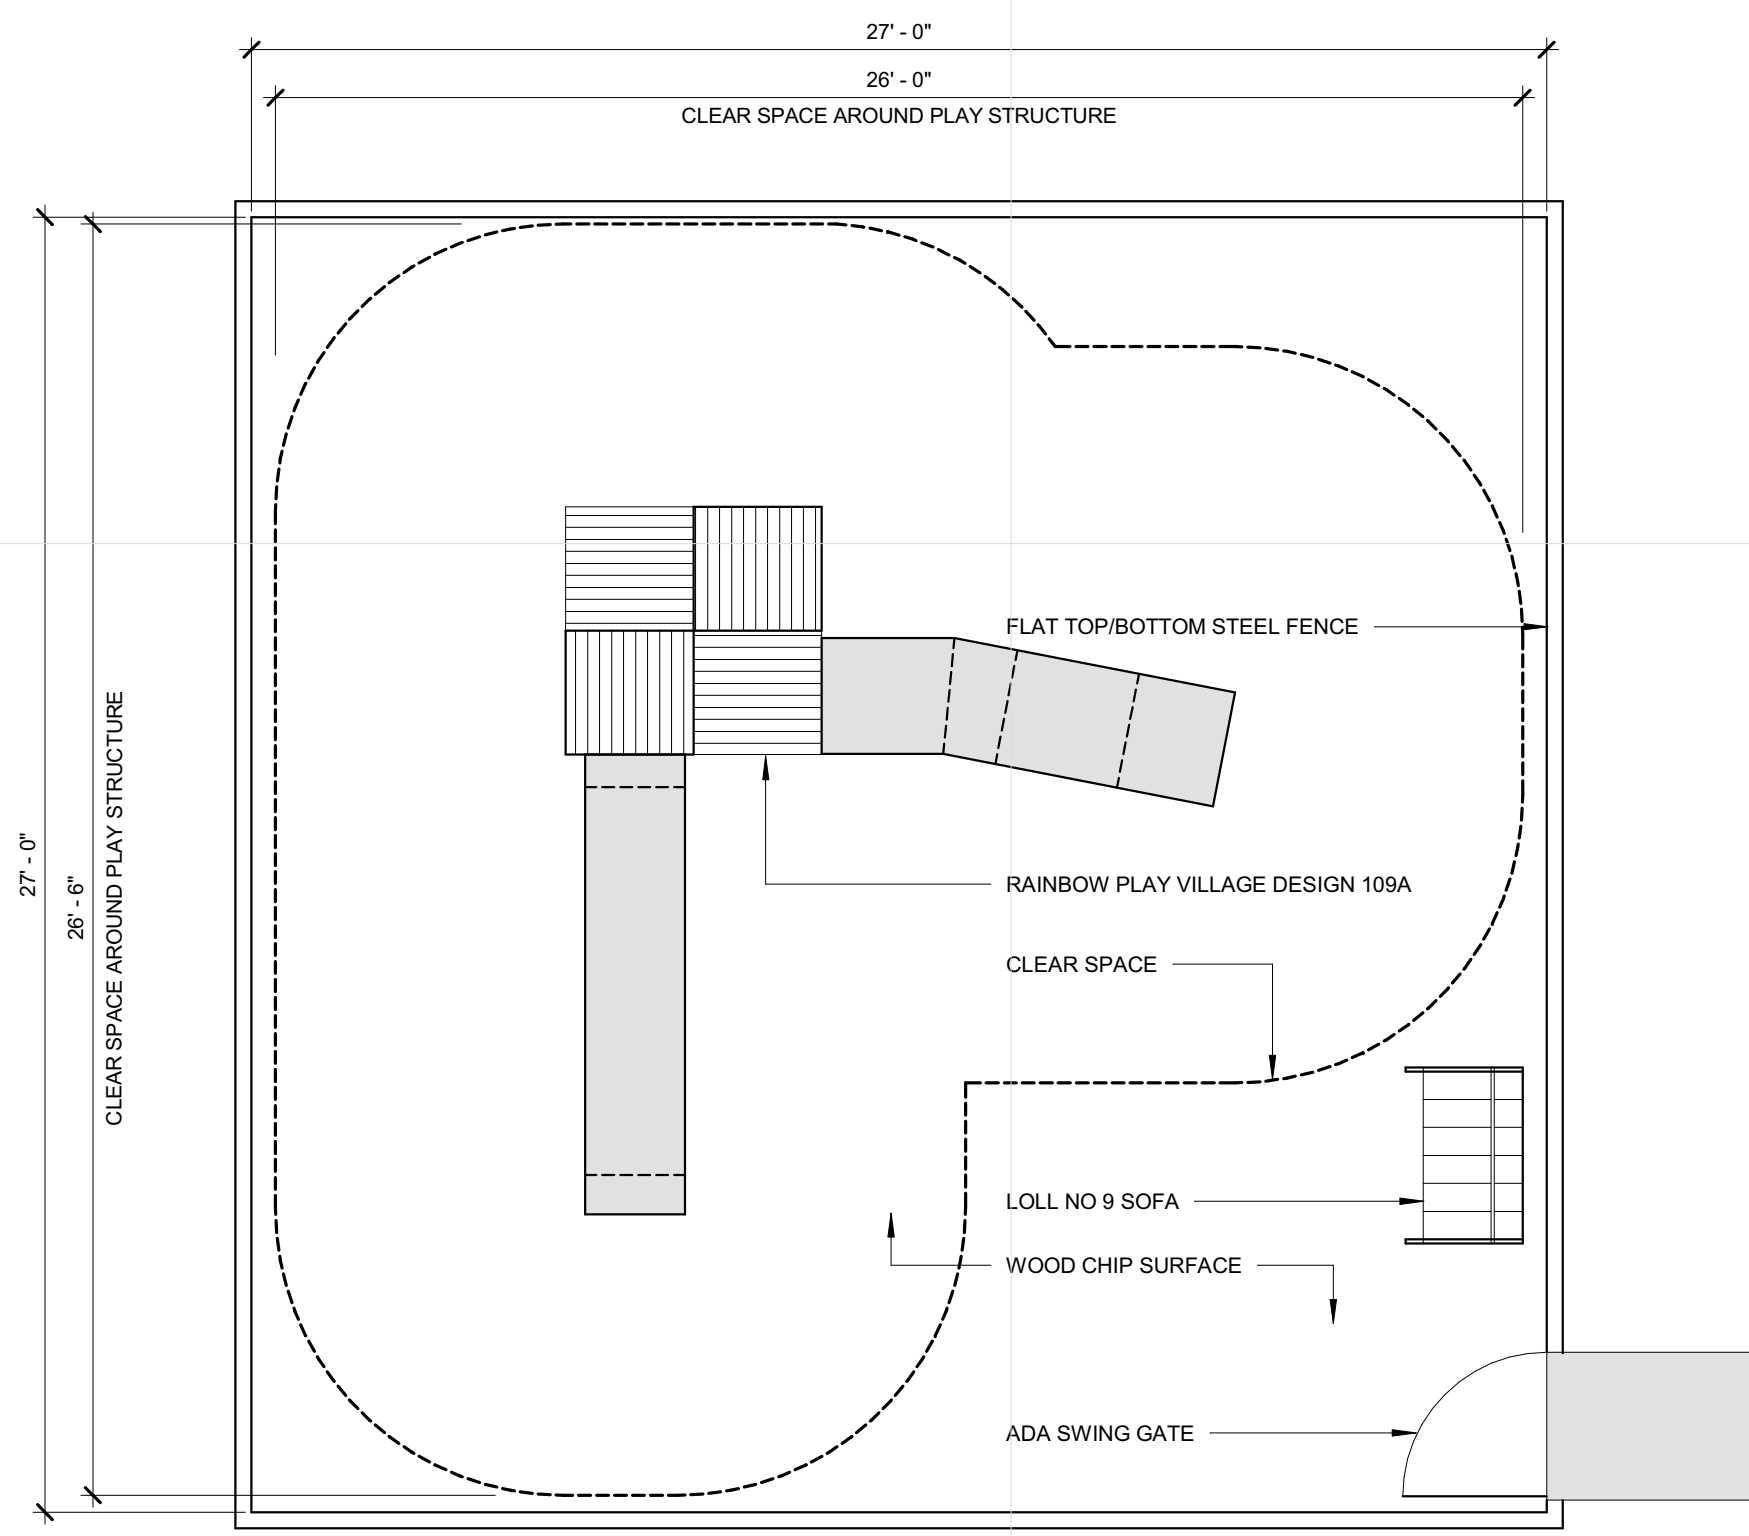 27' - 0"
26' - 0"
CLEAR SPACE AROUND PLAY STRUCTURE
27' - 0"
26' - 6"
CLEAR SPACE AROUND PLAY STRUCTURE
FLAT TOP/BOTTOM STEEL FENCE
RAINBOW PLAY VILLAGE DESIGN 109A
CLEAR SPACE
LOLL NO 9 SOFA
WOOD CHIP SURFACE
ADA SWING GATE